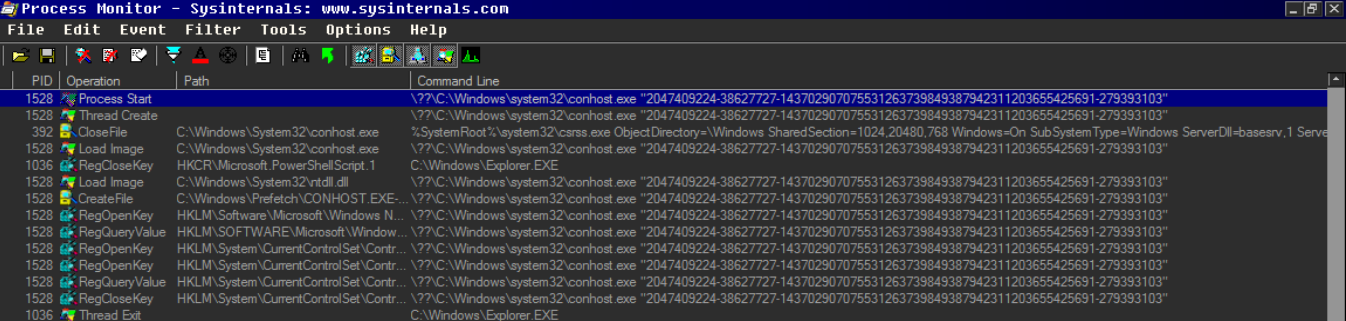 Process Monitor - Sysinternals: www.sysinternals.com
File Edit Event Filter Tools Options Help
PID Operation Path Command Line
1528 Process Start \??\C:\Windows\system32\conhost.exe "2047409224-38627727-1437029070755312637398493879423112036554256​91-279393103"
1528 Thread Create \??\C:\Windows\system32\conhost.exe "2047409224-38627727-143702907075531263739849387942311203655425691-279393103"
392 CloseFile C:\Windows\System32\conhost.exe %SystemRoot%\system32\csrss.exe ObjectDirectory=\Windows SharedSection=1024,20480,768 Windows=On SubSystemType=Windows ServerDll=basesrv,1 Serve
1528 Load Image C:\Windows\System32\conhost.exe \??\C:\Windows\system32\conhost.exe "2047409224-38627727-143702907075531263739849387942311203655425691-279393103"
1036 RegCloseKey HKCR\Microsoft.PowerShellScript.1 C:\Windows\Explorer.EXE
1528 Load Image C:\Windows\System32\ntdll.dll \??\C:\Windows\system32\conhost.exe "2047409224-38627727-143702907075531263739849387942311203655425691-279393103"
1528 CreateFile C:\Windows\Prefetch\CONHOST.EXE-... \??\C:\Windows\system32\conhost.exe "2047409224-38627727-143702907075531263739849387942311203655425691-279393103"
1528 RegOpenKey HKLM\Software\Microsoft\Windows N... \??\C:\Windows\system32\conhost.exe "2047409224-38627727-143702907075531263739849387942311203655425691-279393103"
1528 RegQueryValue HKLM\SOFTWARE\Microsoft\Window... \??\C:\Windows\system32\conhost.exe "2047409224-38627727-143702907075531263739849387942311203655425691-279393103"
1528 RegOpenKey HKLM\System\CurrentControlSet\Contr... \??\C:\Windows\system32\conhost.exe "2047409224-38627727-143702907075531263739849387942311203655425691-279393103"
1528 RegOpenKey HKLM\System\CurrentControlSet\Contr... \??\C:\Windows\system32\conhost.exe "2047409224-38627727-143702907075531263739849387942311203655425691-279393103"
1528 RegQueryValue HKLM\System\CurrentControlSet\Contr... \??\C:\Windows\system32\conhost.exe "2047409224-38627727-143702907075531263739849387942311203655425691-279393103"
1528 RegCloseKey HKLM\System\CurrentControlSet\Contr... \??\C:\Windows\system32\conhost.exe "2047409224-38627727-143702907075531263739849387942311203655425691-279393103"
1036 Thread Exit C:\Windows\Explorer.EXE